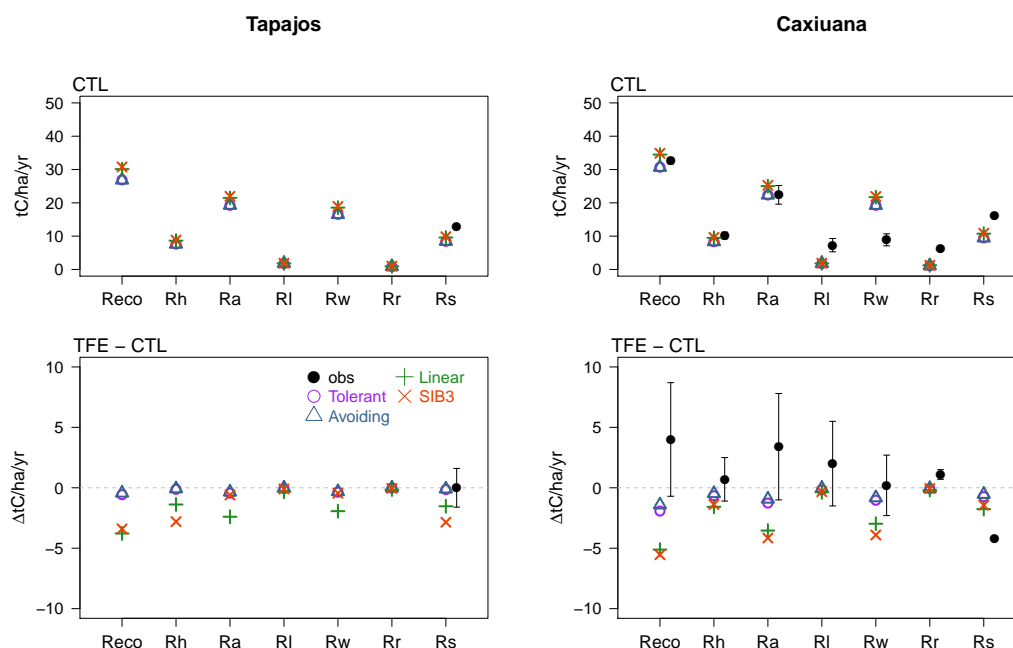 Tapajos
Caxiuana
CTL
tC/ha/yr
50
40
30
20
10
0
Reco Rh Ra Rl Rw Rr Rs
CTL
tC/ha/yr
50
40
30
20
10
0
Reco Rh Ra Rl Rw Rr Rs
TFE − CTL
ΔtC/ha/yr
10
5
0
−5
−10
obs
Tolerant
Avoiding
Linear
SIB3
Reco Rh Ra Rl Rw Rr Rs
TFE − CTL
ΔtC/ha/yr
10
5
0
−5
−10
Reco Rh Ra Rl Rw Rr Rs